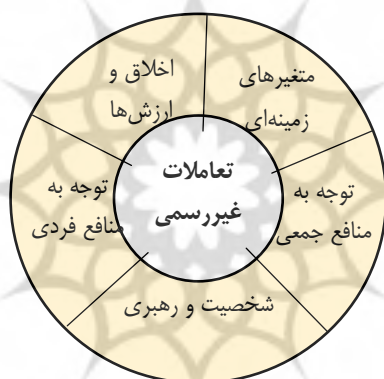 متغیرهای
زمینه‌ای
اخلاق و
ارزش‌ها
تعاملات
غیررسمی
توجه به
منافع جمعی
توجه به
منافع فردی
شخصیت و رهبری